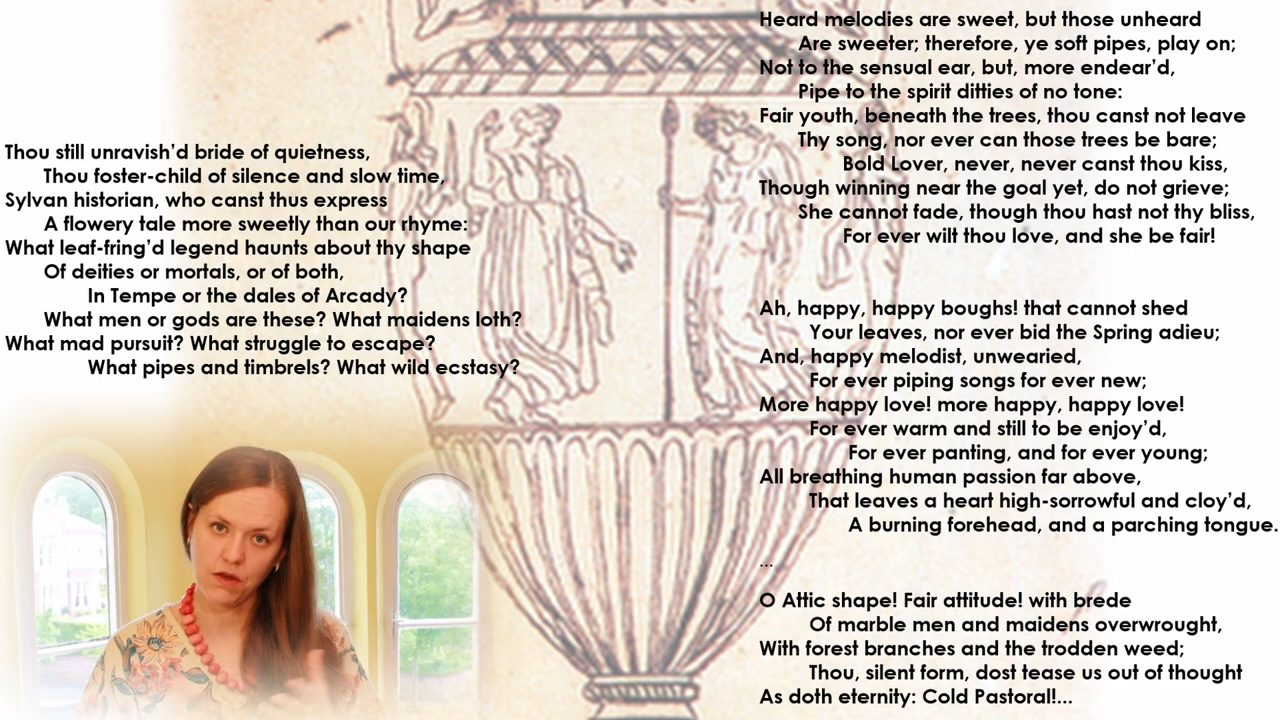 Thou still unravish’d bride of quietness,
Thou foster-child of silence and slow time,
Sylvan historian, who canst thus express
A flowery tale more sweetly than our rhyme:
What leaf-fring’d legend haunts about thy shape
Of deities or mortals, or of both,
In Tempe or the dales of Arcady?
What men or gods are these? What maidens loth?
What mad pursuit? What struggle to escape?
What pipes and timbrels? What wild ecstasy?
Heard melodies are sweet, but those unheard
Are sweeter; therefore, ye soft pipes, play on;
Not to the sensual ear, but, more endear’d,
Pipe to the spirit ditties of no tone:
Fair youth, beneath the trees, thou canst not leave
Thy song, nor ever can those trees be bare;
Bold Lover, never, never canst thou kiss,
Though winning near the goal yet, do not grieve;
She cannot fade, though thou hast not thy bliss,
For ever wilt thou love, and she be fair!
Ah, happy, happy boughs! that cannot shed
Your leaves, nor ever bid the Spring adieu;
And, happy melodist, unwearied,
For ever piping songs for ever new;
More happy love! more happy, happy love!
For ever warm and still to be enjoy’d,
For ever panting, and for ever young;
All breathing human passion far above,
That leaves a heart high-sorrowful and cloy’d,
A burning forehead, and a parching tongue.
...
O Attic shape! Fair attitude! with brede
Of marble men and maidens overwrought,
With forest branches and the trodden weed;
Thou, silent form, dost tease us out of thought
As doth eternity: Cold Pastoral!...